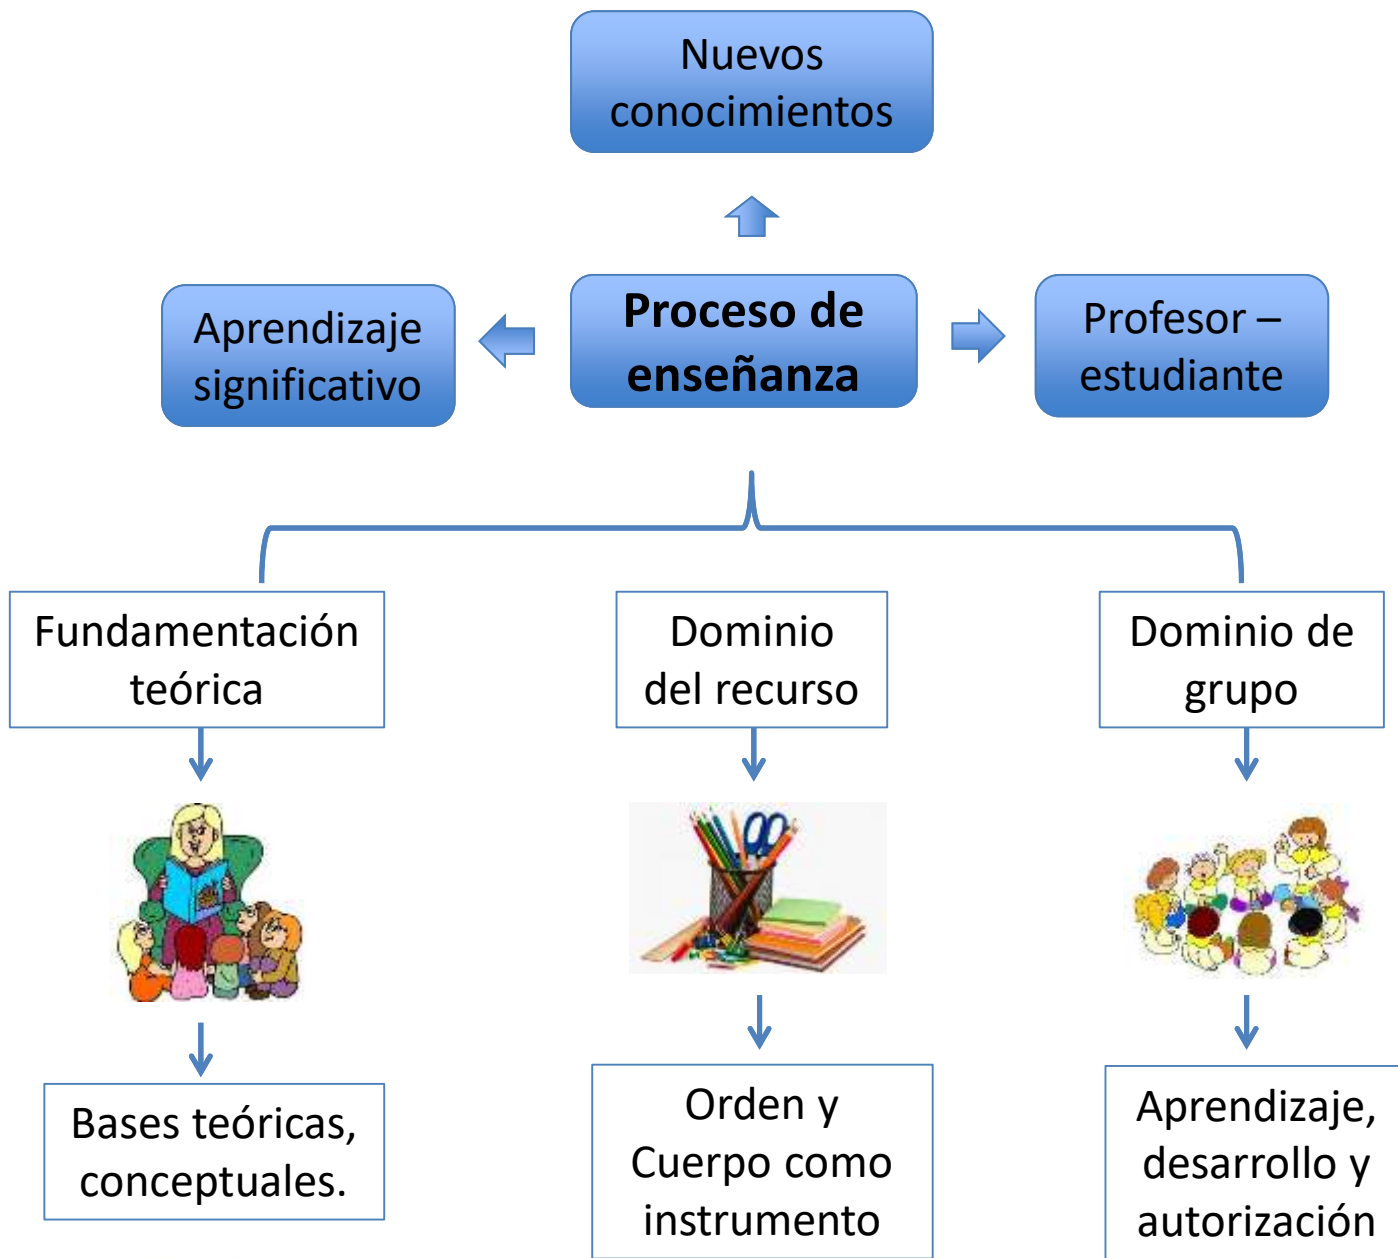 Nuevos
conocimientos
Aprendizaje
significativo
Proceso de
enseñanza
Profesor –
estudiante
Fundamentación
teórica
Dominio
del recurso
Dominio de
grupo
Bases teóricas,
conceptuales.
Orden y
Cuerpo como
instrumento
Aprendizaje,
desarrollo y
autorización